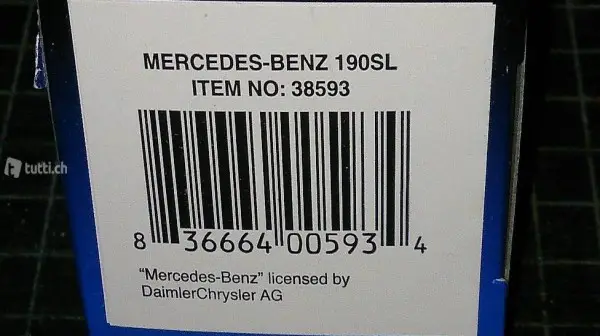 MERCEDES-BENZ 190SL
ITEM NO: 38593
tutti.ch
8 36664 00593 4
“Mercedes-Benz” licensed by
DaimlerChrysler AG